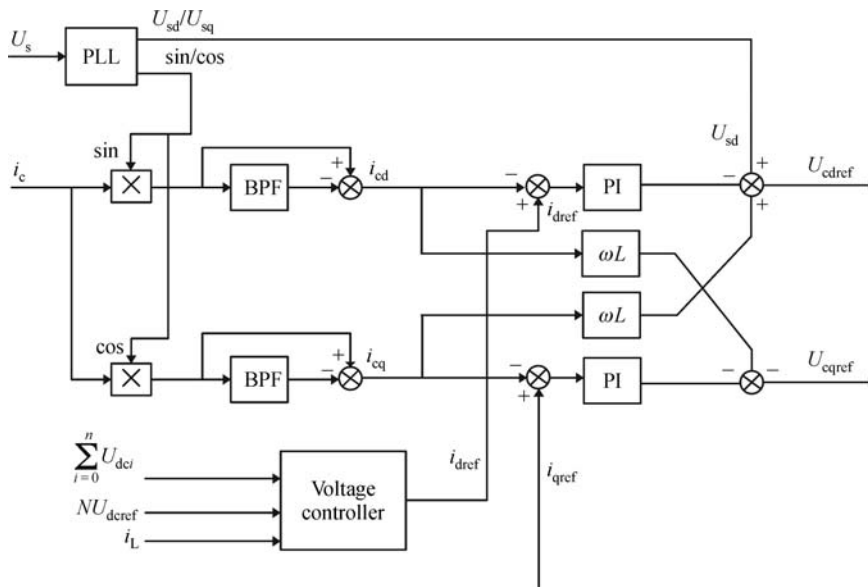 U_sd/U_sq
U_s
PLL
sin/cos
U_sd
sin
+
i_c
×
BPF
−
i_cd
−
+
i_dref
PI
−
+
+
U_cdref
ωL
ωL
cos
+
×
BPF
−
i_cq
−
+
PI
−
−
U_cqref
n
∑ U_dci
i=0
NU_dcref
i_L
Voltage
controller
i_dref
i_qref